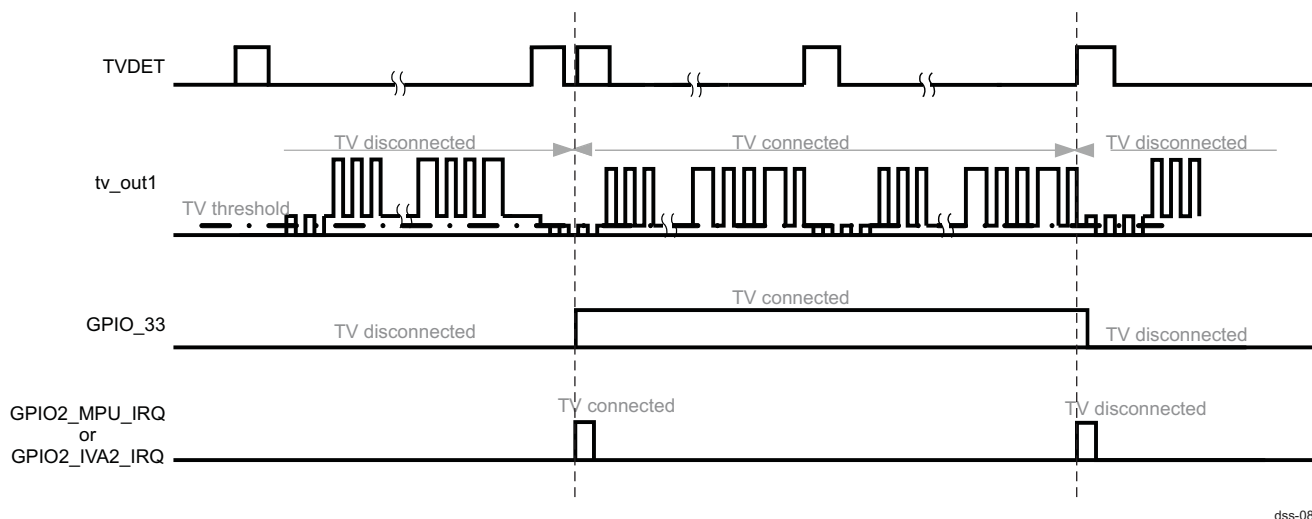 TVDET
TV disconnected
TV connected
TV disconnected
tv_out1
TV threshold
TV connected
GPIO_33
TV disconnected
TV disconnected
GPIO2_MPU_IRQ
or
GPIO2_IVA2_IRQ
TV connected
TV disconnected